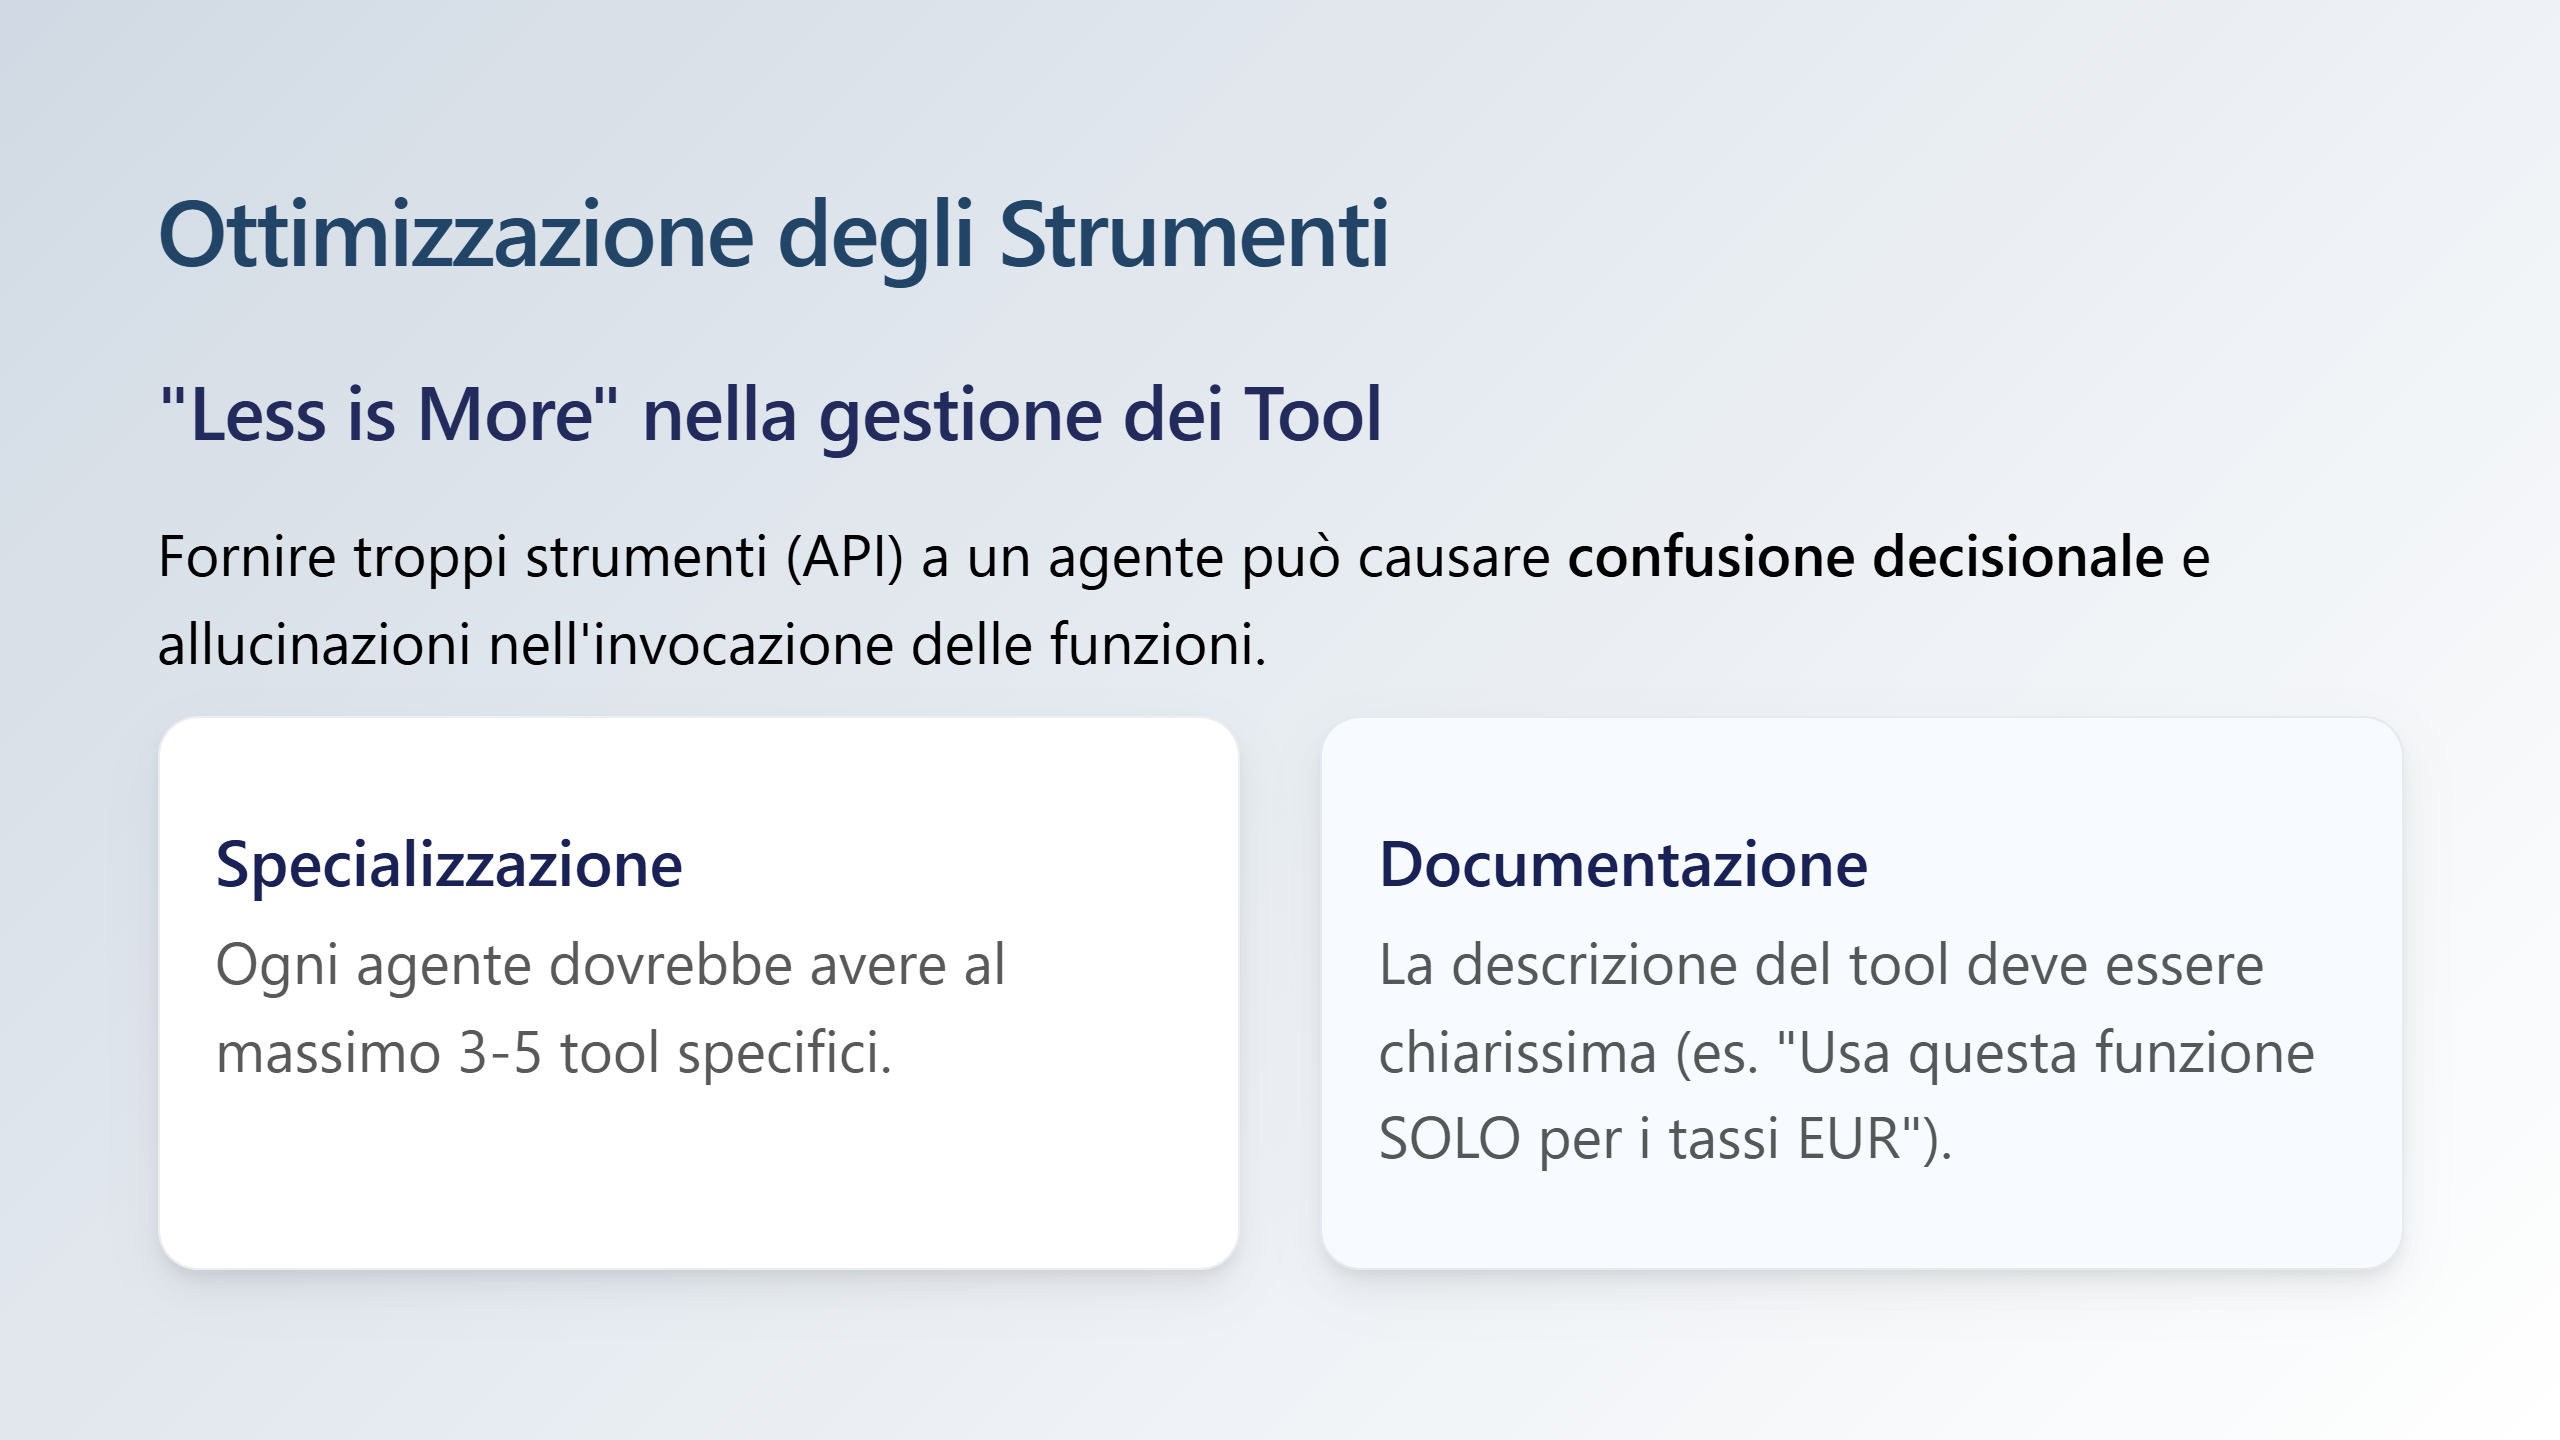 Ottimizzazione degli Strumenti
"Less is More" nella gestione dei Tool
Fornire troppi strumenti (API) a un agente può causare confusione decisionale e
allucinazioni nell'invocazione delle funzioni.
Specializzazione
Ogni agente dovrebbe avere al
massimo 3-5 tool specifici.
Documentazione
La descrizione del tool deve essere
chiarissima (es. "Usa questa funzione
SOLO per i tassi EUR").